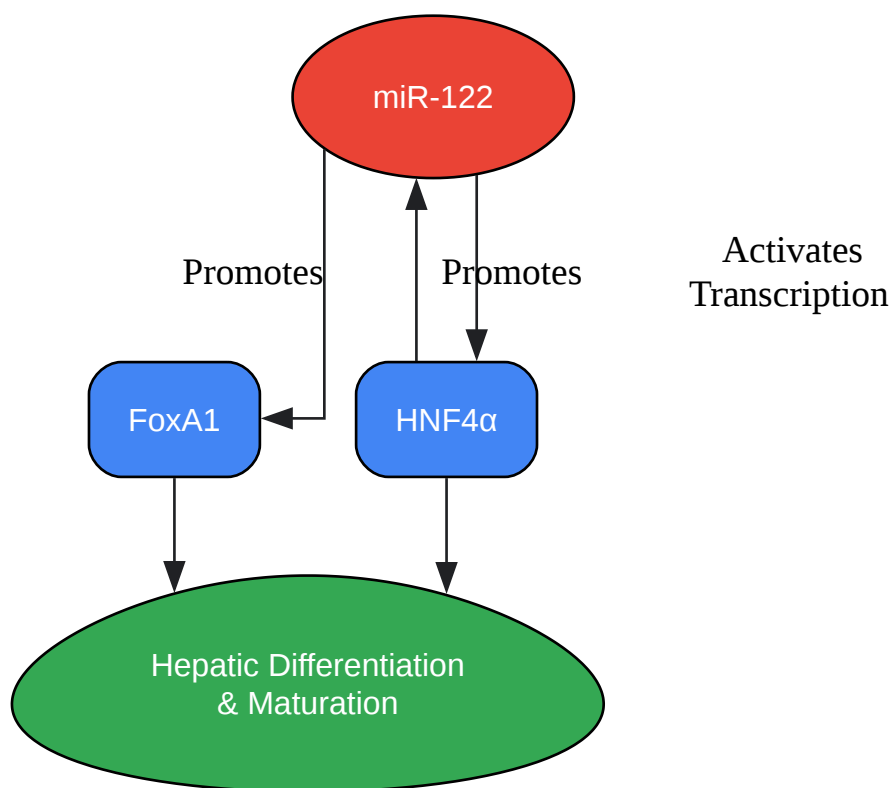 miR-122
Promotes
Promotes
Activates
Transcription
FoxA1
HNF4α
Hepatic Differentiation
& Maturation